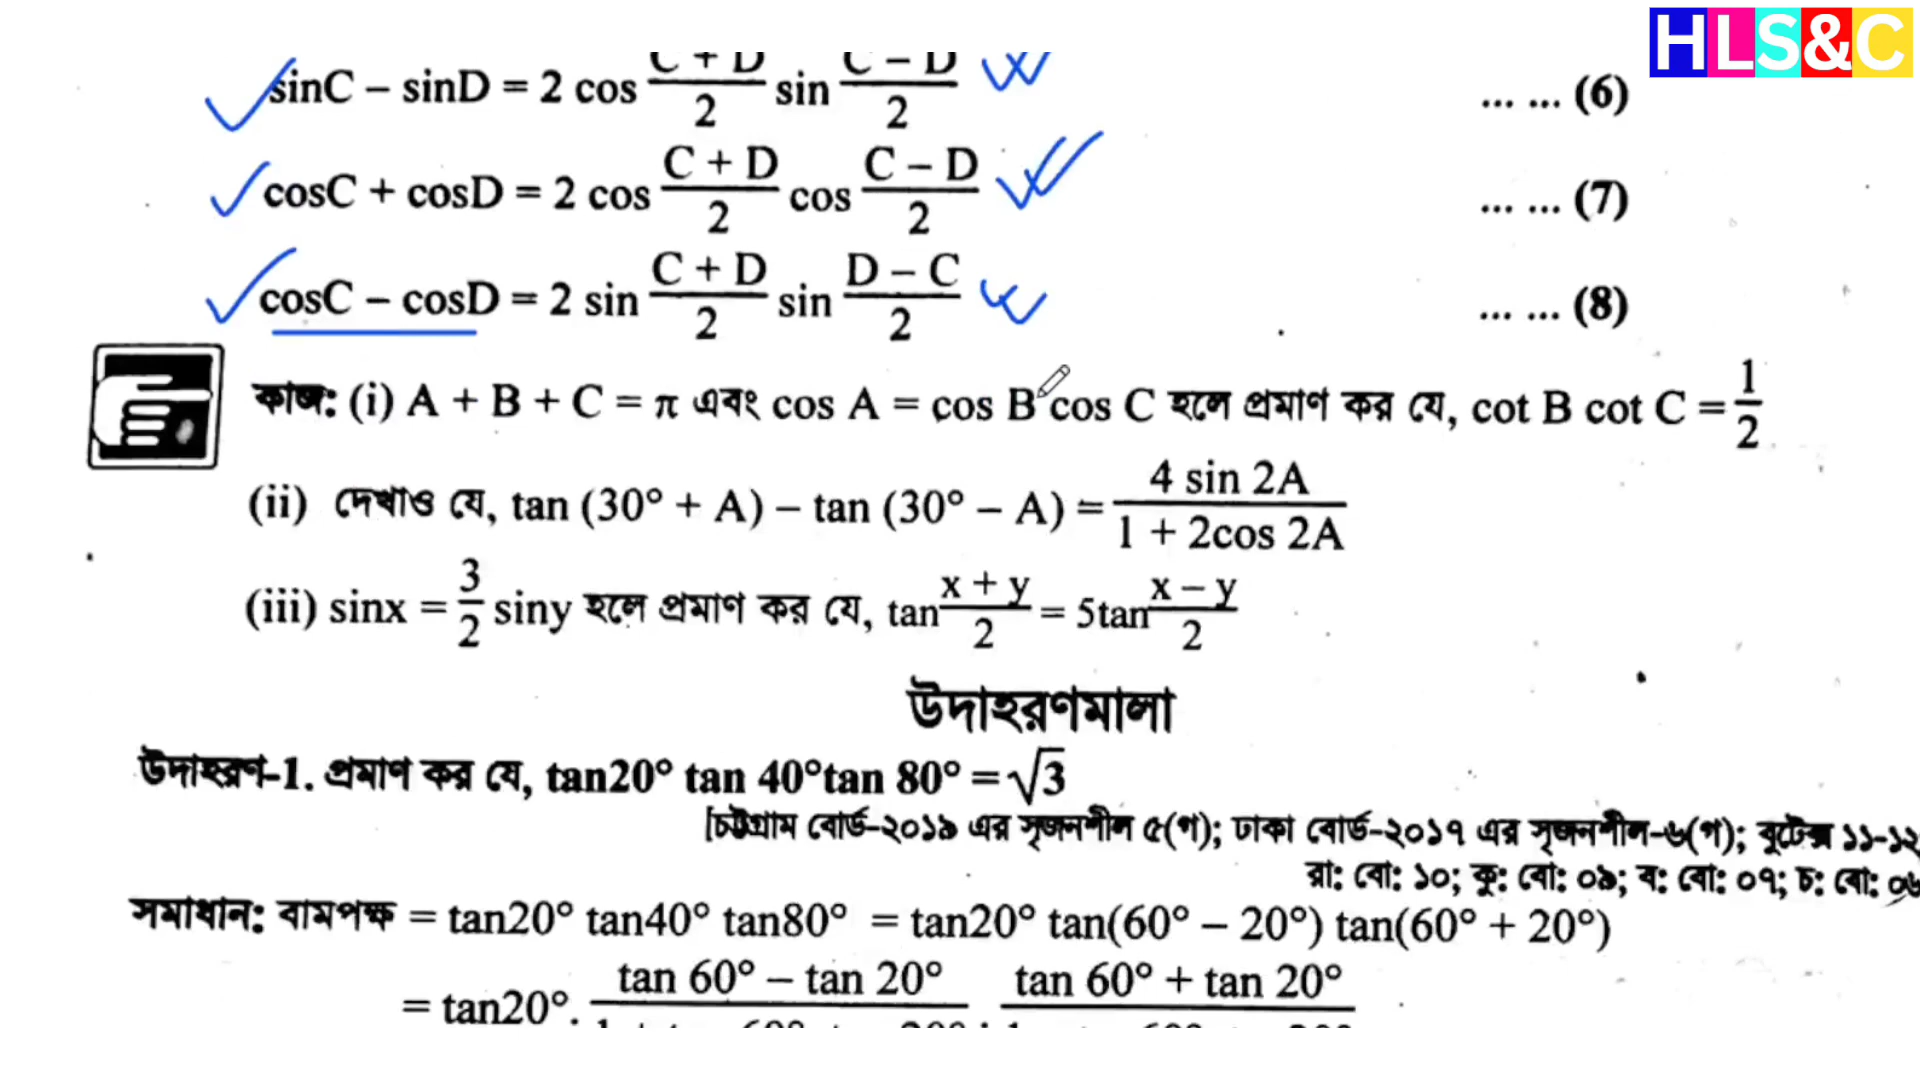 HLS&C
sinC – sinD = 2 cos (C + D)/2 sin (C – D)/2 ... ... (6)
cosC + cosD = 2 cos (C + D)/2 cos (C – D)/2 ... ... (7)
cosC – cosD = 2 sin (C + D)/2 sin (D – C)/2 ... ... (8)
কাজ: (i) A + B + C = π এবং cos A = cos B cos C হলে প্রমাণ কর যে, cot B cot C = 1/2
(ii) দেখাও যে, tan (30° + A) – tan (30° – A) = 4 sin 2A/1 + 2cos 2A
(iii) sinx = 3/2 siny হলে প্রমাণ কর যে, tan (x + y)/2 = 5tan (x – y)/2
উদাহরণমালা
উদাহরণ-1. প্রমাণ কর যে, tan20° tan 40°tan 80° = √3
[চট্টগ্রাম বোর্ড-২০১৯ এর সৃজনশীল ৫(গ); ঢাকা বোর্ড-২০১৭ এর সৃজনশীল-৬(গ); বুটেক্স ১১-১২
রা: বো: ১০; কু: বো: ০৯; ব: বো: ০৭; চ: বো: ০৬
সমাধান: বামপক্ষ = tan20° tan40° tan80° = tan20° tan(60° – 20°) tan(60° + 20°)
= tan20°. tan 60° – tan 20° tan 60° + tan 20°